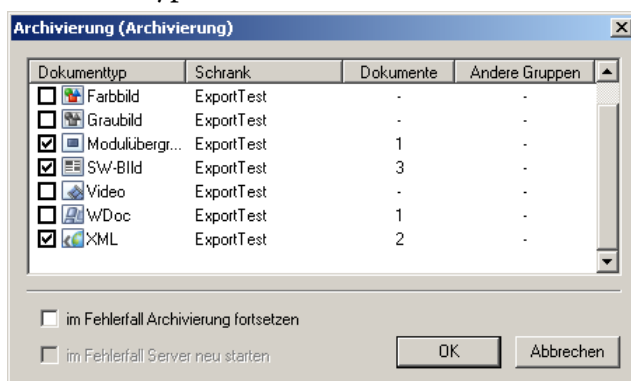 Archivierung (Archivierung)
Dokumenttyp Schrank Dokumente Andere Gruppen
Farbbild ExportTest - -
Graubild ExportTest - -
Modulübergr... ExportTest 1 -
SW-BIld ExportTest 3 -
Video ExportTest - -
WDoc ExportTest 1 -
XML ExportTest 2 -
im Fehlerfall Archivierung fortsetzen
im Fehlerfall Server neu starten
OK Abbrechen